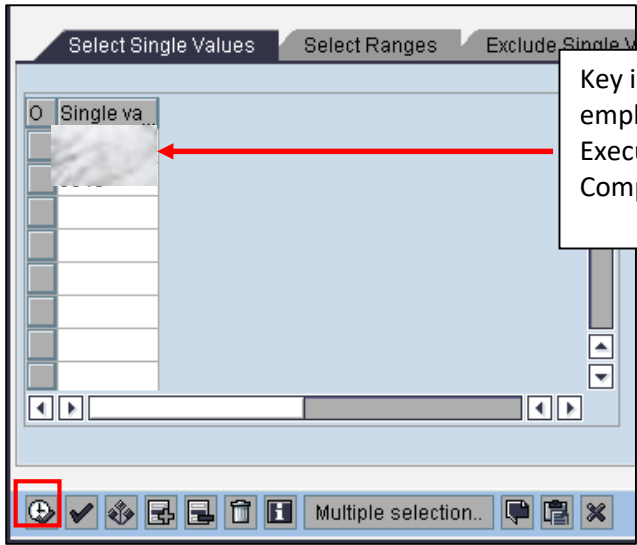 Select Single Values Select Ranges Exclude Single V
Key i
empl
Execu
Comp
O Single va...
Multiple selection..